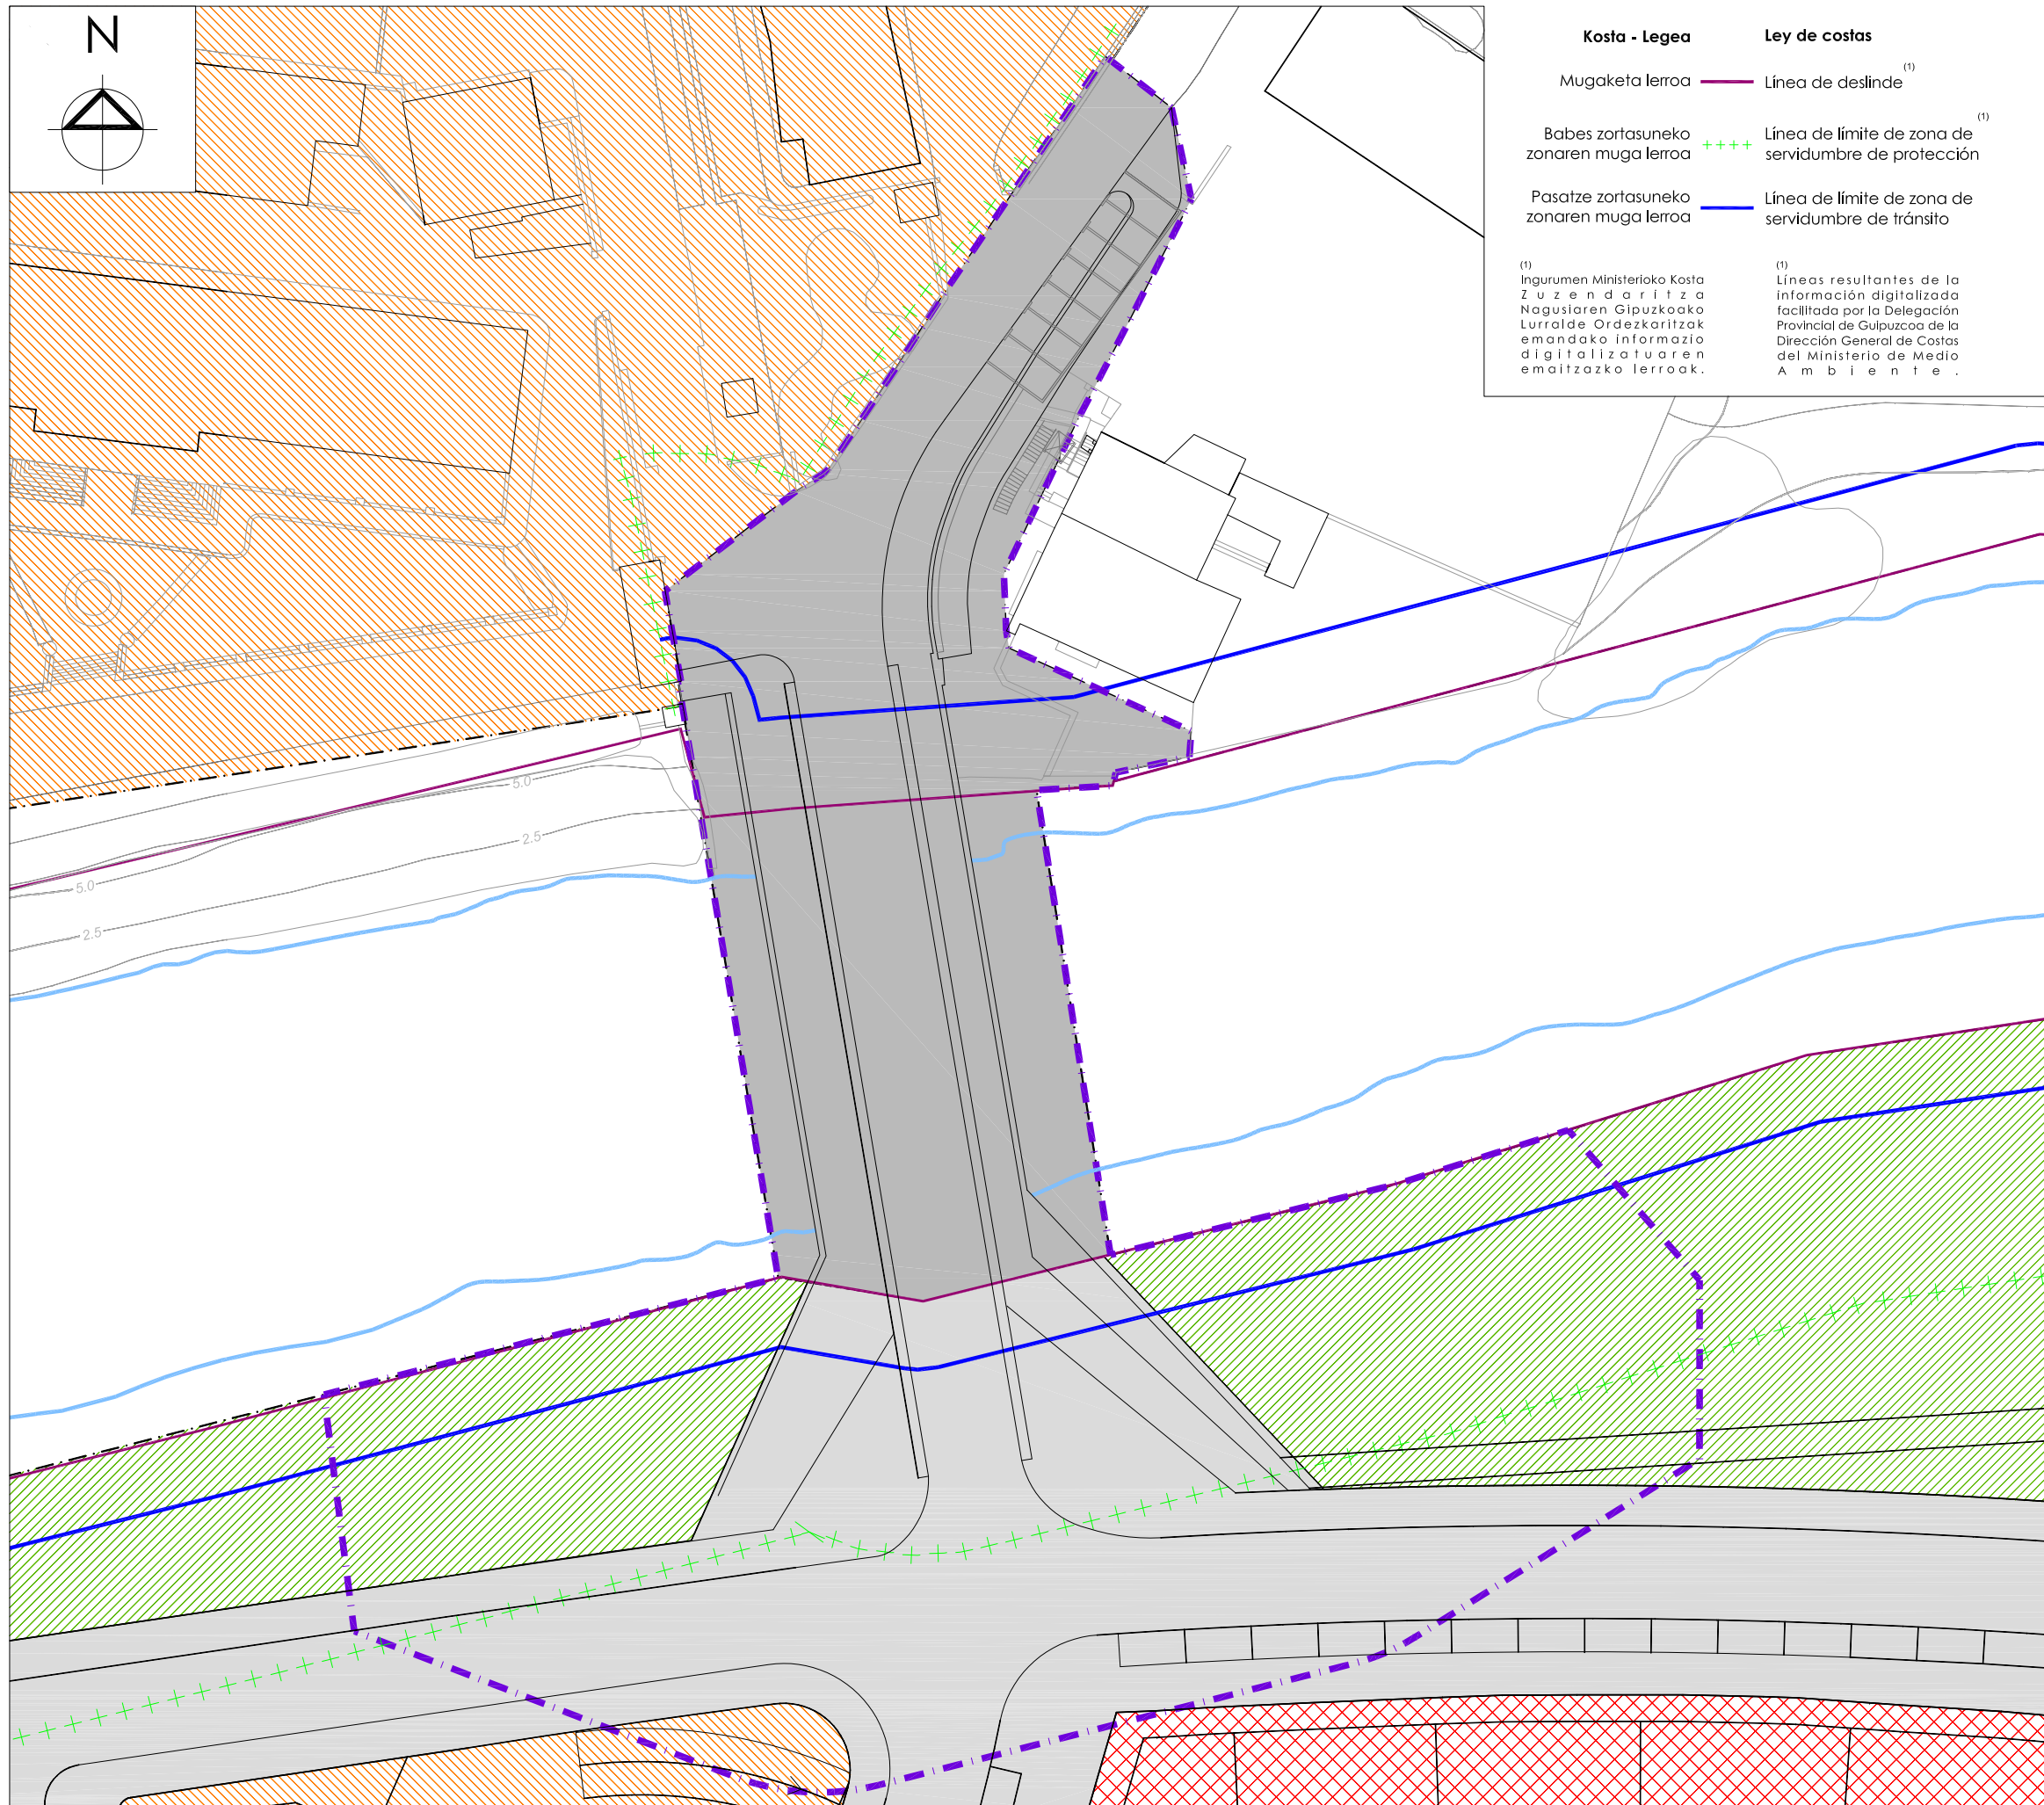 N
Kosta - Legea
Ley de costas
Mugaketa lerroa
Línea de deslinde (1)
Babes zortasuneko
zonaren muga lerroa
Línea de límite de zona de (1)
servidumbre de protección
Pasatze zortasuneko
zonaren muga lerroa
Línea de límite de zona de
servidumbre de tránsito
(1)
Ingurumen Ministerioko Kosta
Zuzendaritza
Nagusiaren Gipuzkoako
Lurralde Ordezkaritzak
emandako informazio
digitalizatuaren
emaitzazko lerroak.
(1)
Líneas resultantes de la
información digitalizada
facilitada por la Delegación
Provincial de Guipuzcoa de la
Dirección General de Costas
del Ministerio de Medio
Ambiente.
5.0
2.5
5.0
2.5